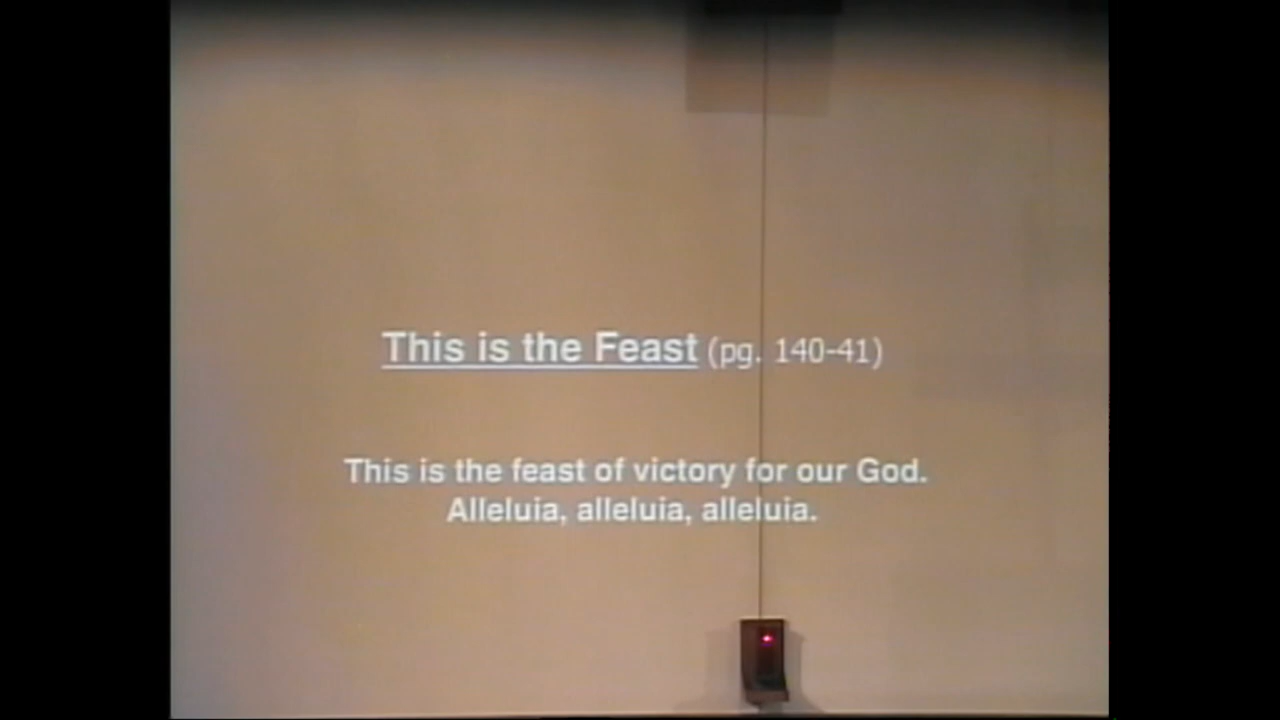 This is the Feast (pg. 140-41)
This is the feast of victory for our God.
Alleluia, alleluia, alleluia.